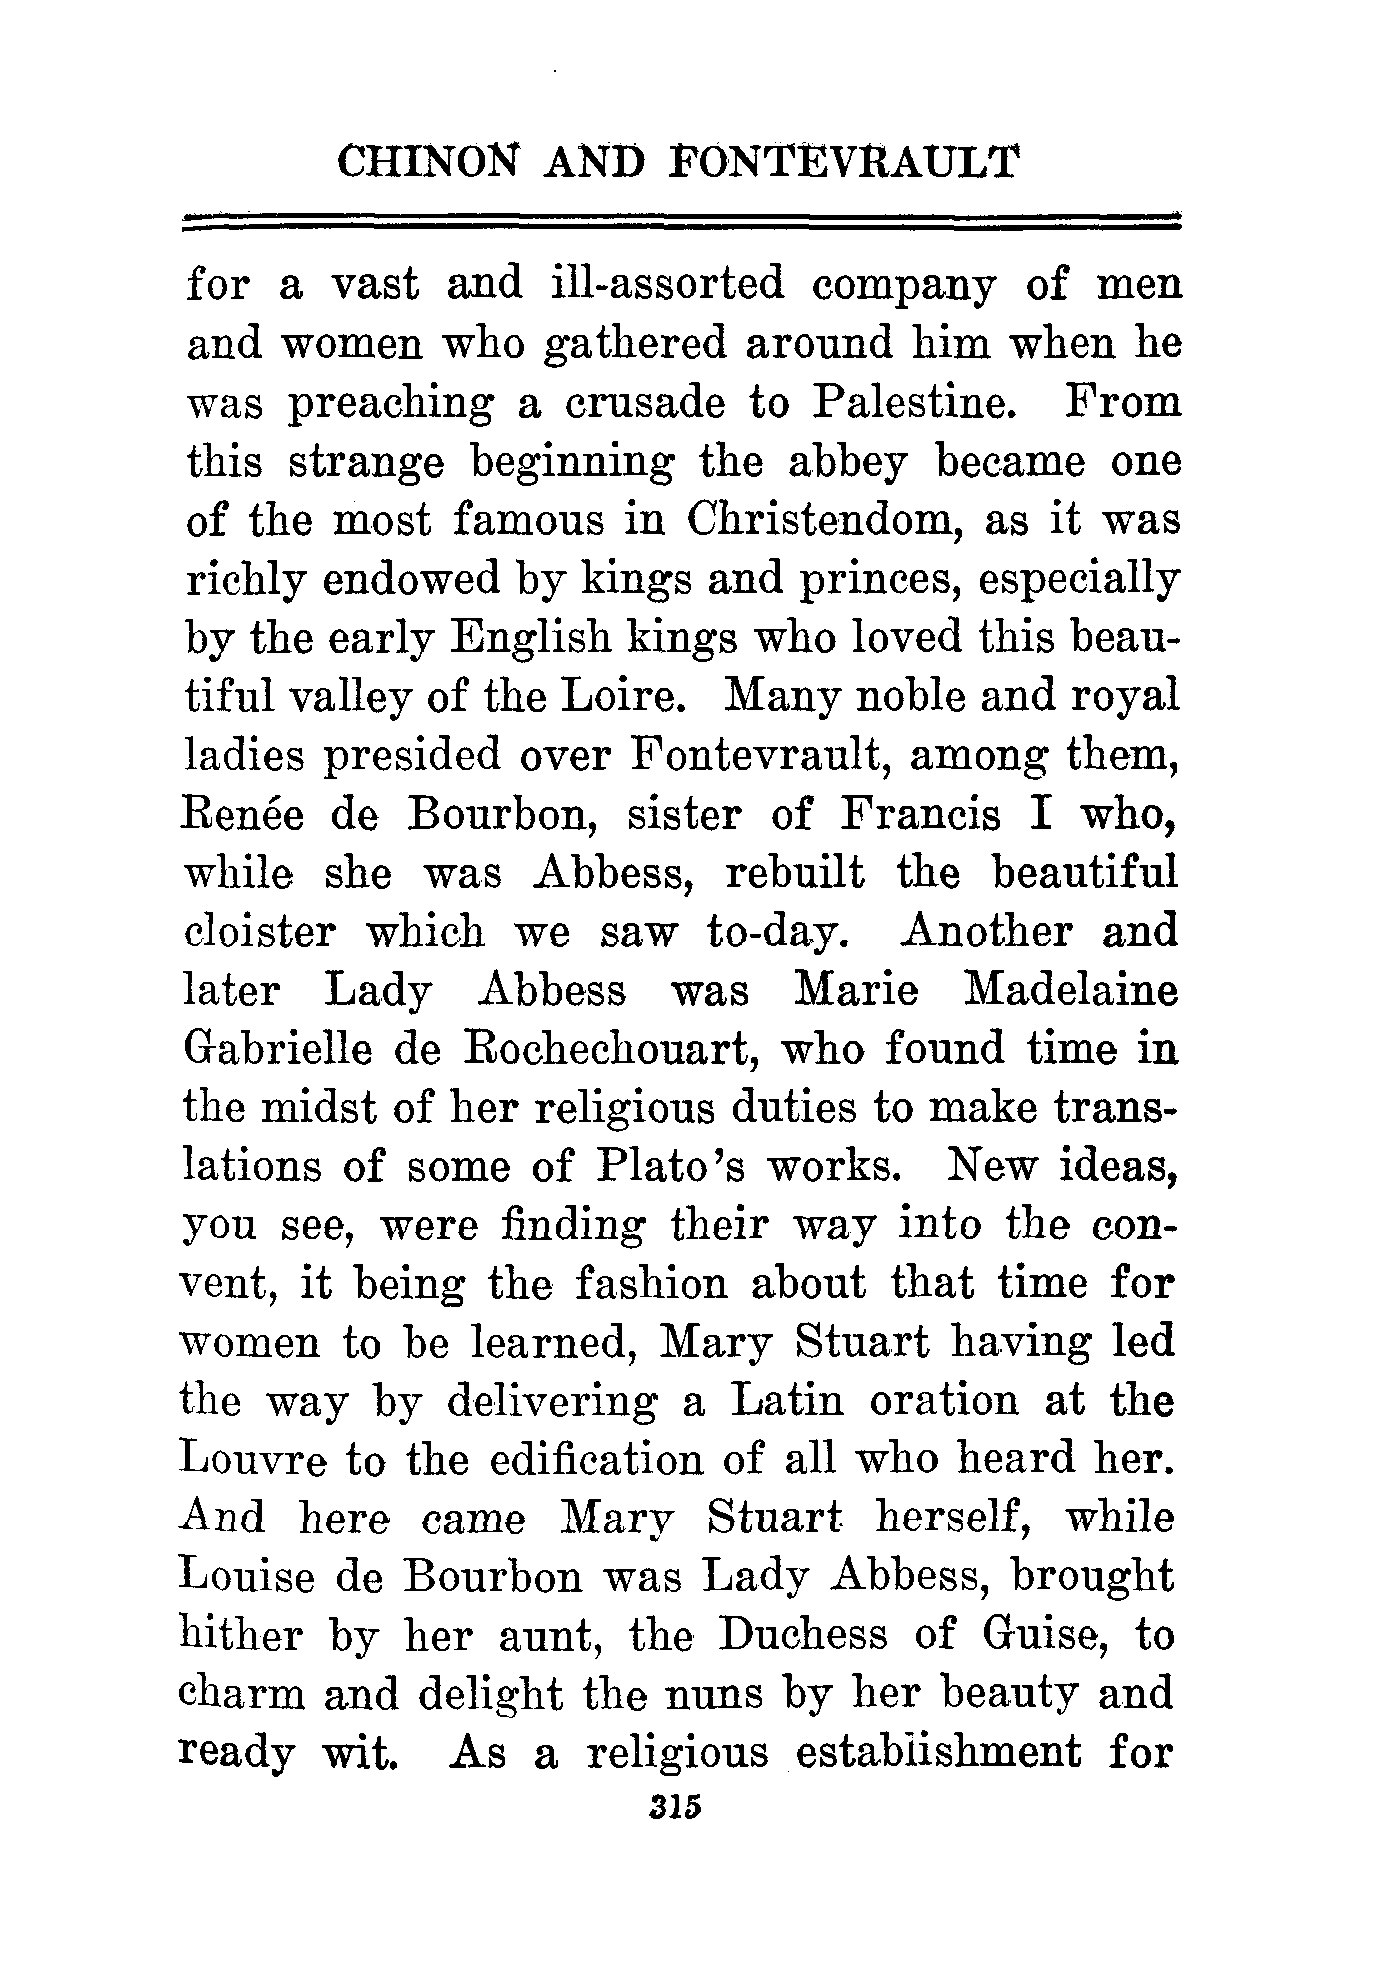 CHINON AND FONTEVRAULT
for a vast and ill-assorted company of men
and women who gathered around him when he
was preaching a crusade to Palestine. From
this strange beginning the abbey became one
of the most famous in Christendom, as it was
richly endowed by kings and princes, especially
by the early English kings who loved this beau-
tiful valley of the Loire. Many noble and royal
ladies presided over Fontevrault, among them,
Renée de Bourbon, sister of Francis I who,
while she was Abbess, rebuilt the beautiful
cloister which we saw to-day. Another and
later Lady Abbess was Marie Madelaine
Gabrielle de Rochechouart, who found time in
the midst of her religious duties to make trans-
lations of some of Plato's works. New ideas,
you see, were finding their way into the con-
vent, it being the fashion about that time for
women to be learned, Mary Stuart having led
the way by delivering a Latin oration at the
Louvre to the edification of all who heard her.
And here came Mary Stuart herself, while
Louise de Bourbon was Lady Abbess, brought
hither by her aunt, the Duchess of Guise, to
charm and delight the nuns by her beauty and
ready wit. As a religious establishment for
315